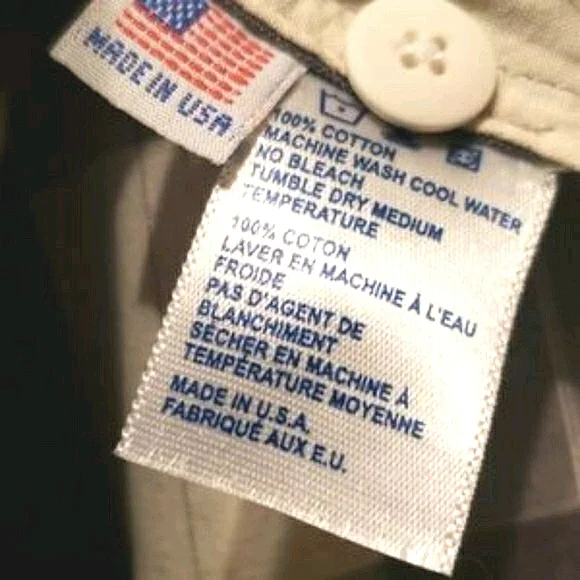 MADE IN USA
100% COTTON
MACHINE WASH COOL WATER
NO BLEACH
TUMBLE DRY MEDIUM
TEMPERATURE
100% COTON
LAVER EN MACHINE À L'EAU
FROIDE
PAS D'AGENT DE
BLANCHIMENT
SÉCHER EN MACHINE À
TEMPÉRATURE MOYENNE
MADE IN U.S.A.
FABRIQUÉ AUX E.U.